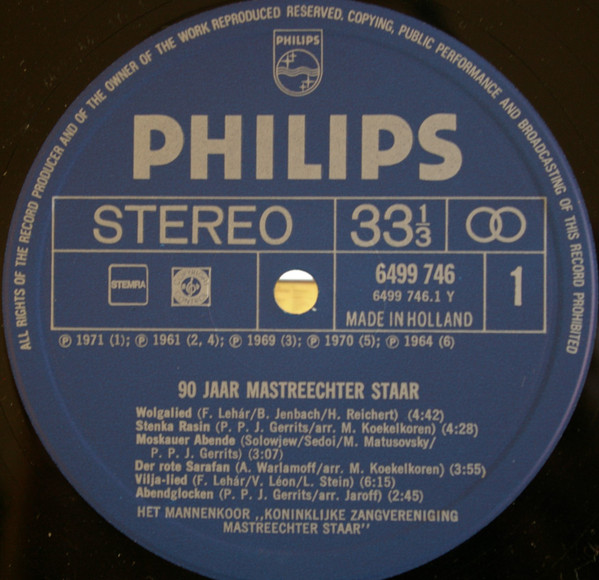 ALL RIGHTS OF THE RECORD PRODUCER AND OF THE OWNER OF THE WORK REPRODUCED RESERVED, COPYING, PUBLIC PERFORMANCE AND BROADCASTING OF THIS RECORD PROHIBITED
PHILIPS
PHILIPS
STEREO 33 1/3
STEMRA 6499 746 1
6499 746.1 Y
MADE IN HOLLAND
℗ 1971 (1); ℗ 1961 (2, 4); ℗ 1969 (3); ℗ 1970 (5); ℗ 1964 (6)
90 JAAR MASTREECHTER STAAR
Wolgalied (F. Lehár/B. Jenbach/H. Reichert) (4:42)
Stenka Rasin (P. P. J. Gerrits/arr. M. Koekelkoren) (4:28)
Moskauer Abende (Solowjew/Sedoi/M. Matusovsky/
P. P. J. Gerrits) (3:07)
Der rote Sarafan (A. Warlamoff/arr. M. Koekelkoren) (3:55)
Vilja-lied (F. Lehár/V. Léon/L. Stein) (6:15)
Abendglocken (P. P. J. Gerrits/arr. Jaroff) (2:45)
HET MANNENKOOR ,,KONINKLIJKE ZANGVERENIGING
MASTREECHTER STAAR"